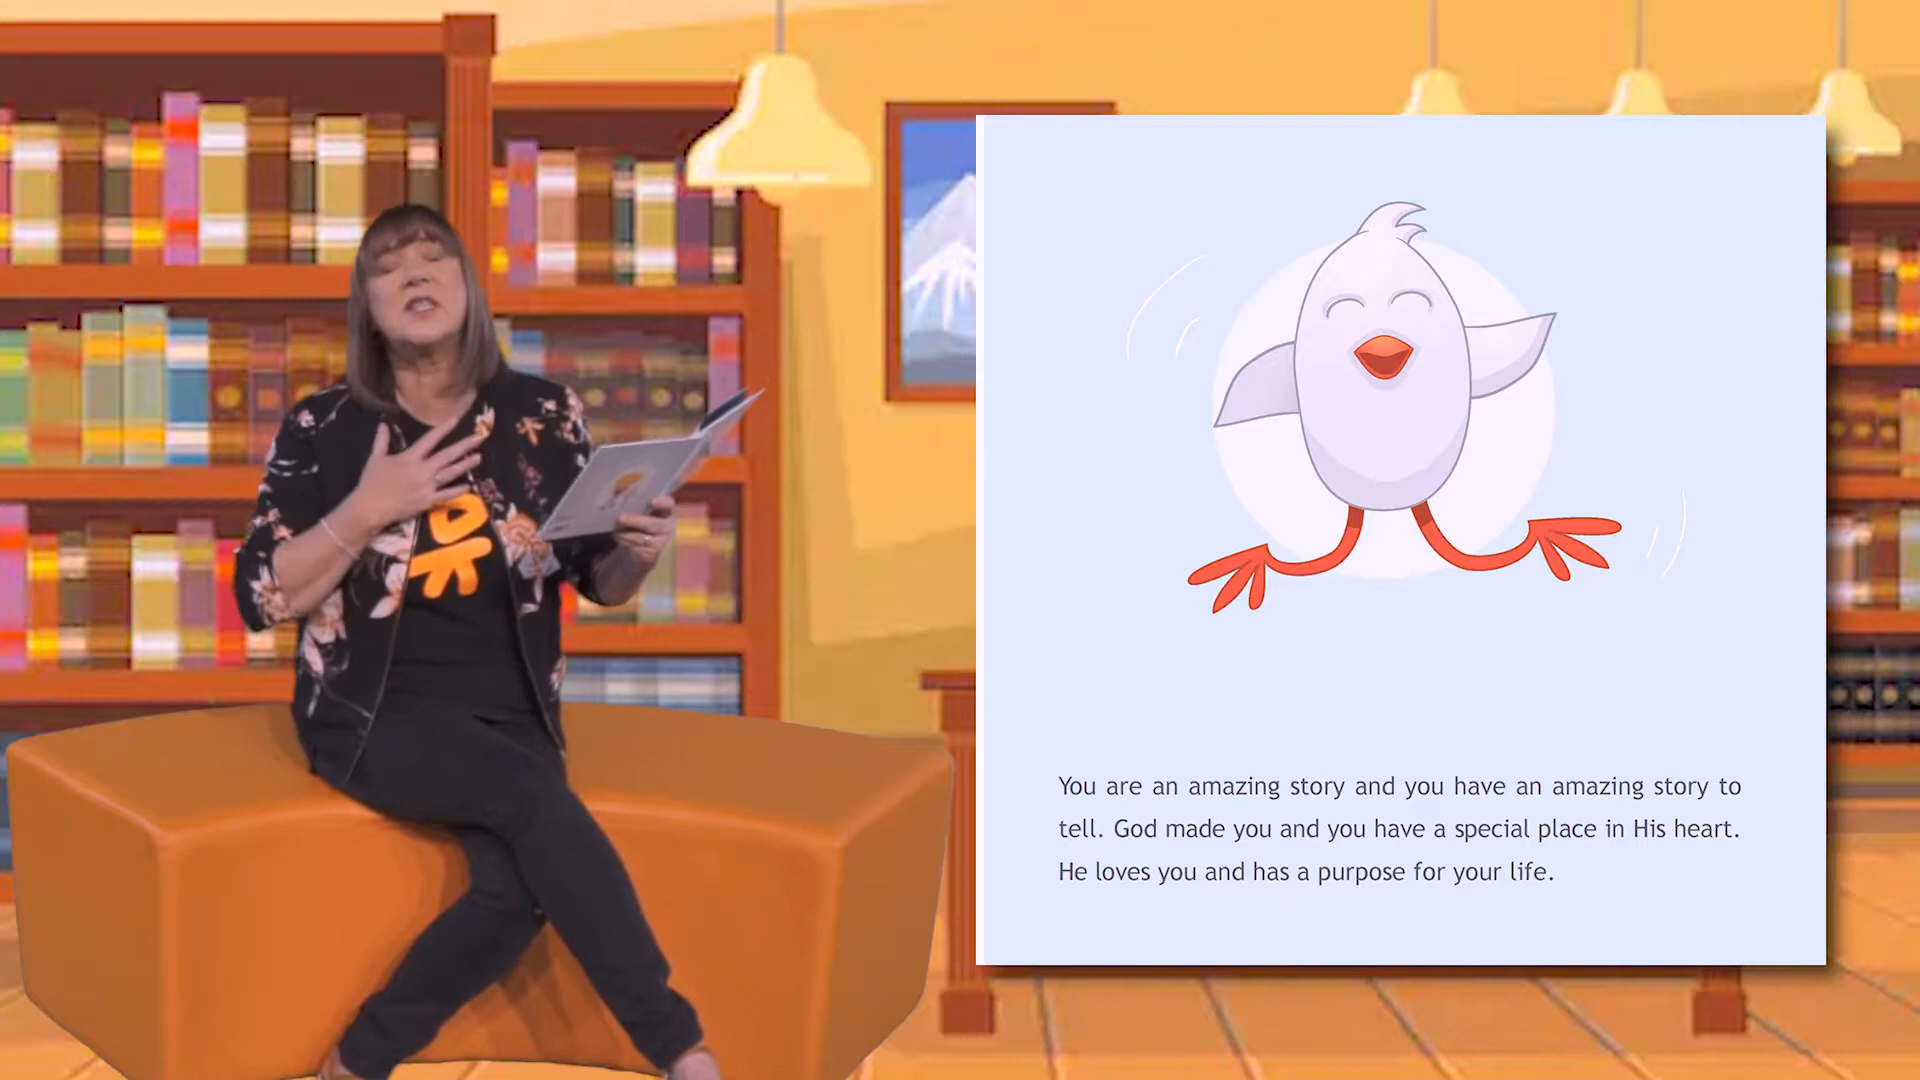 You are an amazing story and you have an amazing story to
tell. God made you and you have a special place in His heart.
He loves you and has a purpose for your life.